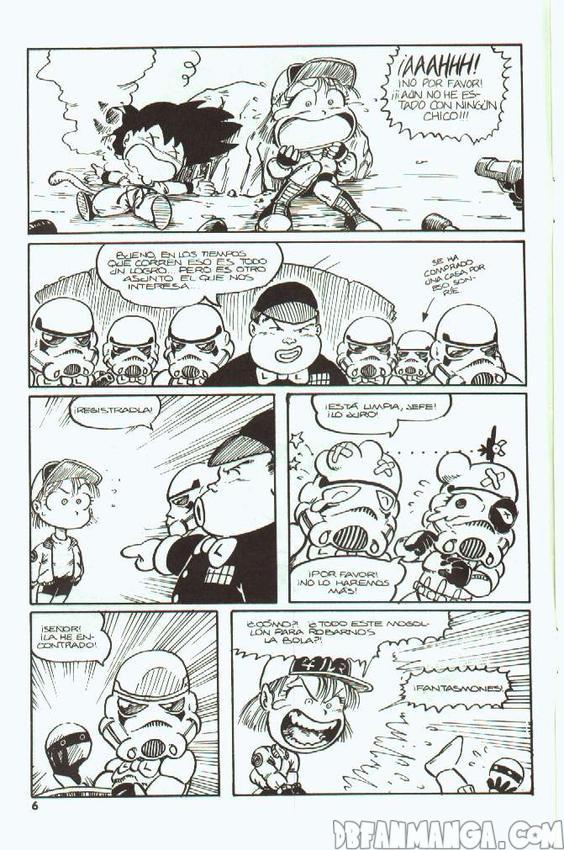 ¡AAAHHH!
¡NO POR FAVOR!
¡¡¡AÚN NO HE ES-
TADO CON NINGÚN
CHICO!!!
BUENO, EN LOS TIEMPOS
QUE CORREN ESO ES TODO
UN LOGRO... PERO ES OTRO
ASUNTO EL QUE NOS
INTERESA...
SE HA
COMPRADO
UNA CASA POR
ESO SON-
RÍE.
¡REGISTRADLA!
¡ESTÁ LIMPIA, JEFE!
¡LO JURO!
¡POR FAVOR!
¡NO LO HAREMOS
MÁS!
¡SEÑOR!
¡LA HE EN-
CONTRADO!
¿¡CÓMO?! ¿TODO ESTE MOGOL-
LÓN PARA ROBARNOS
LA BOLA?
¡FANTASMONES!
6
DBFANMANGA.COM